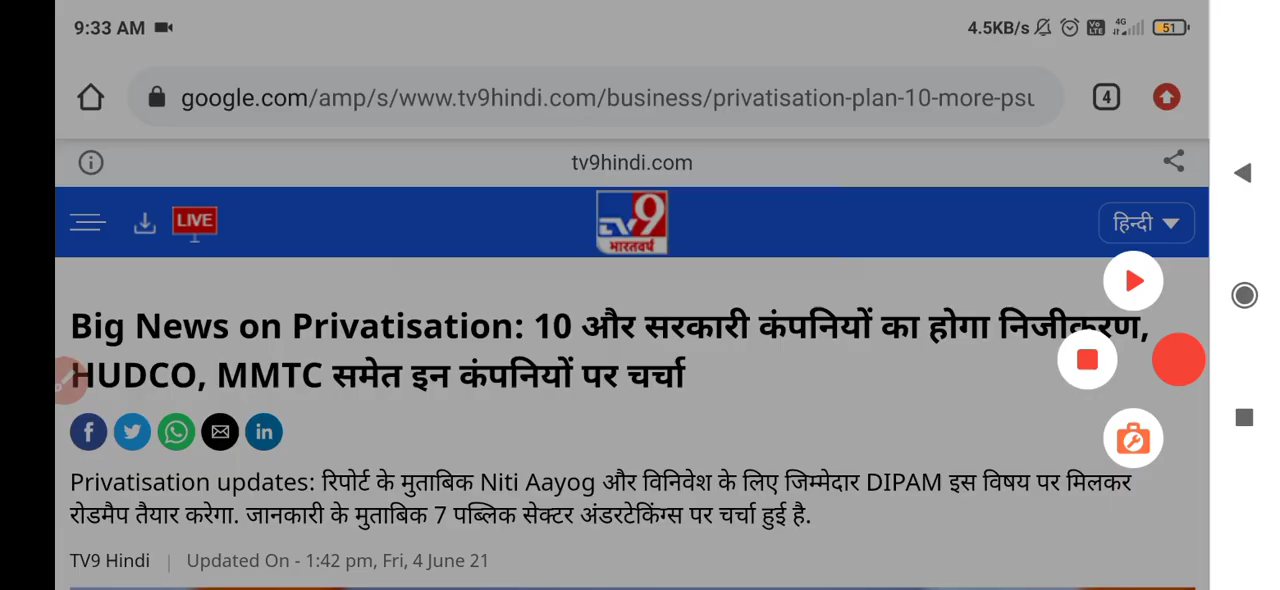 9:33 AM
4.5KB/s Vo LTE 4G 51
google.com/amp/s/www.tv9hindi.com/business/privatisation-plan-10-more-psu
4
tv9hindi.com
LIVE
TV9
भारतवर्ष
हिन्दी
Big News on Privatisation: 10 और सरकारी कंपनियों का होगा निजीकरण,
HUDCO, MMTC समेत इन कंपनियों पर चर्चा
Privatisation updates: रिपोर्ट के मुताबिक Niti Aayog और विनिवेश के लिए जिम्मेदार DIPAM इस विषय पर मिलकर
रोडमैप तैयार करेगा. जानकारी के मुताबिक 7 पब्लिक सेक्टर अंडरटेकिंग्स पर चर्चा हुई है.
TV9 Hindi | Updated On - 1:42 pm, Fri, 4 June 21